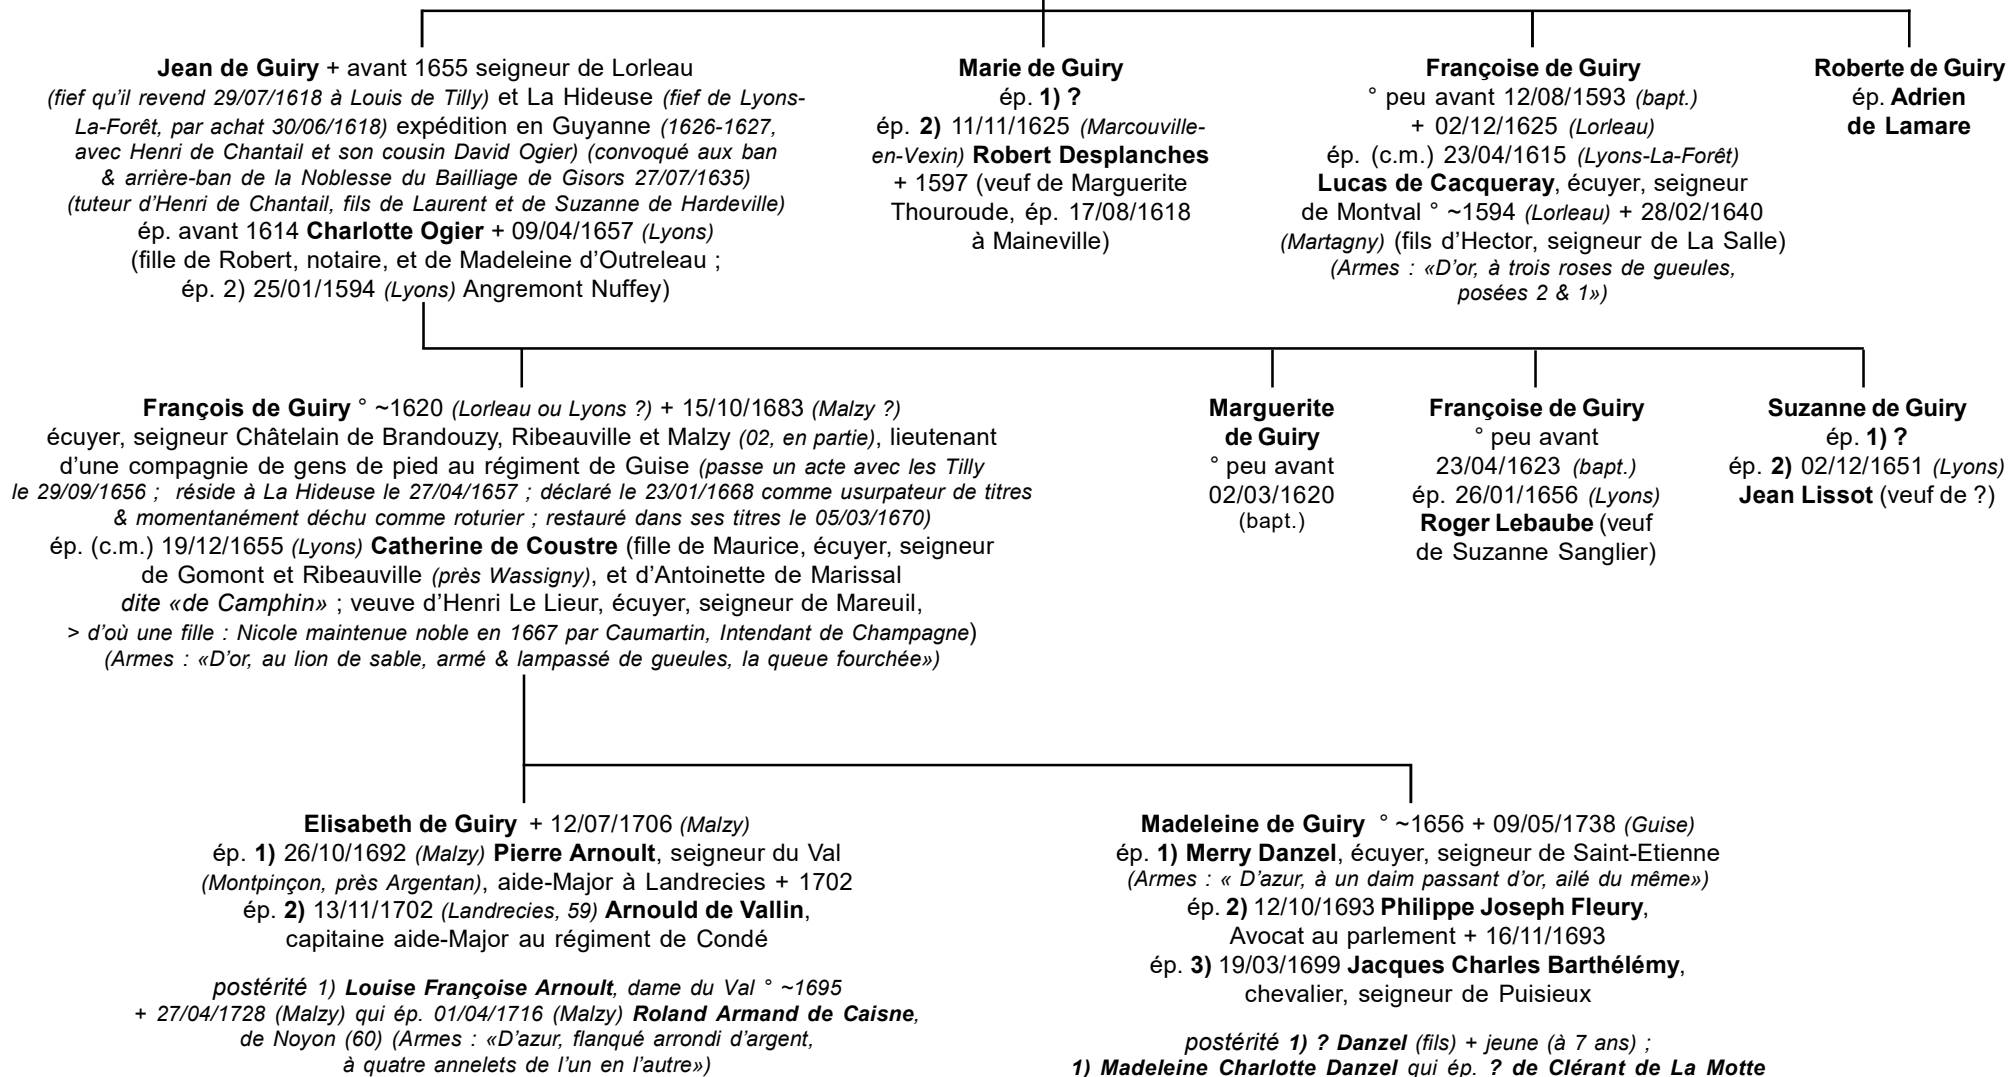 Jean de Guiry + avant 1655 seigneur de Lorleau
(fief qu'il revend 29/07/1618 à Louis de Tilly) et La Hideuse (fief de Lyons-
La-Forêt, par achat 30/06/1618) expédition en Guyanne (1626-1627,
avec Henri de Chantail et son cousin David Ogier) (convoqué aux ban
& arrière-ban de la Noblesse du Bailliage de Gisors 27/07/1635)
(tuteur d'Henri de Chantail, fils de Laurent et de Suzanne de Hardeville)
ép. avant 1614 Charlotte Ogier + 09/04/1657 (Lyons)
(fille de Robert, notaire, et de Madeleine d'Outreleau ;
ép. 2) 25/01/1594 (Lyons) Angremont Nuffey)
Marie de Guiry
ép. 1) ?
ép. 2) 11/11/1625 (Marcouville-
en-Vexin) Robert Desplanches
+ 1597 (veuf de Marguerite
Thouroude, ép. 17/08/1618
à Maineville)
Françoise de Guiry
° peu avant 12/08/1593 (bapt.)
+ 02/12/1625 (Lorleau)
ép. (c.m.) 23/04/1615 (Lyons-La-Forêt)
Lucas de Cacqueray, écuyer, seigneur
de Montval ° ~1594 (Lorleau) + 28/02/1640
(Martagny) (fils d'Hector, seigneur de La Salle)
(Armes : «D'or, à trois roses de gueules,
posées 2 & 1»)
Roberte de Guiry
ép. Adrien
de Lamare
François de Guiry ° ~1620 (Lorleau ou Lyons ?) + 15/10/1683 (Malzy ?)
écuyer, seigneur Châtelain de Brandouzy, Ribeauville et Malzy (02, en partie), lieutenant
d'une compagnie de gens de pied au régiment de Guise (passe un acte avec les Tilly
le 29/09/1656 ; réside à La Hideuse le 27/04/1657 ; déclaré le 23/01/1668 comme usurpateur de titres
& momentanément déchu comme roturier ; restauré dans ses titres le 05/03/1670)
ép. (c.m.) 19/12/1655 (Lyons) Catherine de Coustre (fille de Maurice, écuyer, seigneur
de Gomont et Ribeauville (près Wassigny), et d'Antoinette de Marissal
dite «de Camphin» ; veuve d'Henri Le Lieur, écuyer, seigneur de Mareuil,
> d'où une fille : Nicole maintenue noble en 1667 par Caumartin, Intendant de Champagne)
(Armes : «D'or, au lion de sable, armé & lampassé de gueules, la queue fourchée»)
Marguerite
de Guiry
° peu avant
02/03/1620
(bapt.)
Françoise de Guiry
° peu avant
23/04/1623 (bapt.)
ép. 26/01/1656 (Lyons)
Roger Lebaube (veuf
de Suzanne Sanglier)
Suzanne de Guiry
ép. 1) ?
ép. 2) 02/12/1651 (Lyons)
Jean Lissot (veuf de ?)
Elisabeth de Guiry + 12/07/1706 (Malzy)
ép. 1) 26/10/1692 (Malzy) Pierre Arnoult, seigneur du Val
(Montpinçon, près Argentan), aide-Major à Landrecies + 1702
ép. 2) 13/11/1702 (Landrecies, 59) Arnould de Vallin,
capitaine aide-Major au régiment de Condé
postérité 1) Louise Françoise Arnoult, dame du Val ° ~1695
+ 27/04/1728 (Malzy) qui ép. 01/04/1716 (Malzy) Roland Armand de Caisne,
de Noyon (60) (Armes : «D'azur, flanqué arrondi d'argent,
à quatre annelets de l'un en l'autre»)
Madeleine de Guiry ° ~1656 + 09/05/1738 (Guise)
ép. 1) Merry Danzel, écuyer, seigneur de Saint-Etienne
(Armes : « D'azur, à un daim passant d'or, ailé du même»)
ép. 2) 12/10/1693 Philippe Joseph Fleury,
Avocat au parlement + 16/11/1693
ép. 3) 19/03/1699 Jacques Charles Barthélémy,
chevalier, seigneur de Puisieux
postérité 1) ? Danzel (fils) + jeune (à 7 ans) ;
1) Madeleine Charlotte Danzel qui ép. ? de Clérant de La Motte